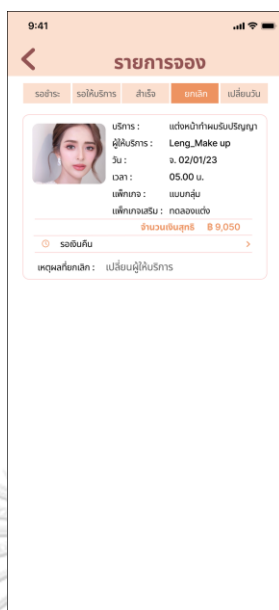 9:41
รายการจอง
รอชำระ รอให้บริการ สำเร็จ ยกเลิก เปลี่ยนวัน
บริการ : แต่งหน้าทำผมรับปริญญา
ผู้ให้บริการ : Leng_Make up
วัน : จ. 02/01/23
เวลา : 05.00 น.
แพ็กเกจ : แบบกลุ่ม
แพ็กเกจเสริม : ทดลองแต่ง
จำนวนเงินสุทธิ ฿ 9,050
รอเงินคืน
เหตุผลที่ยกเลิก : เปลี่ยนผู้ให้บริการ